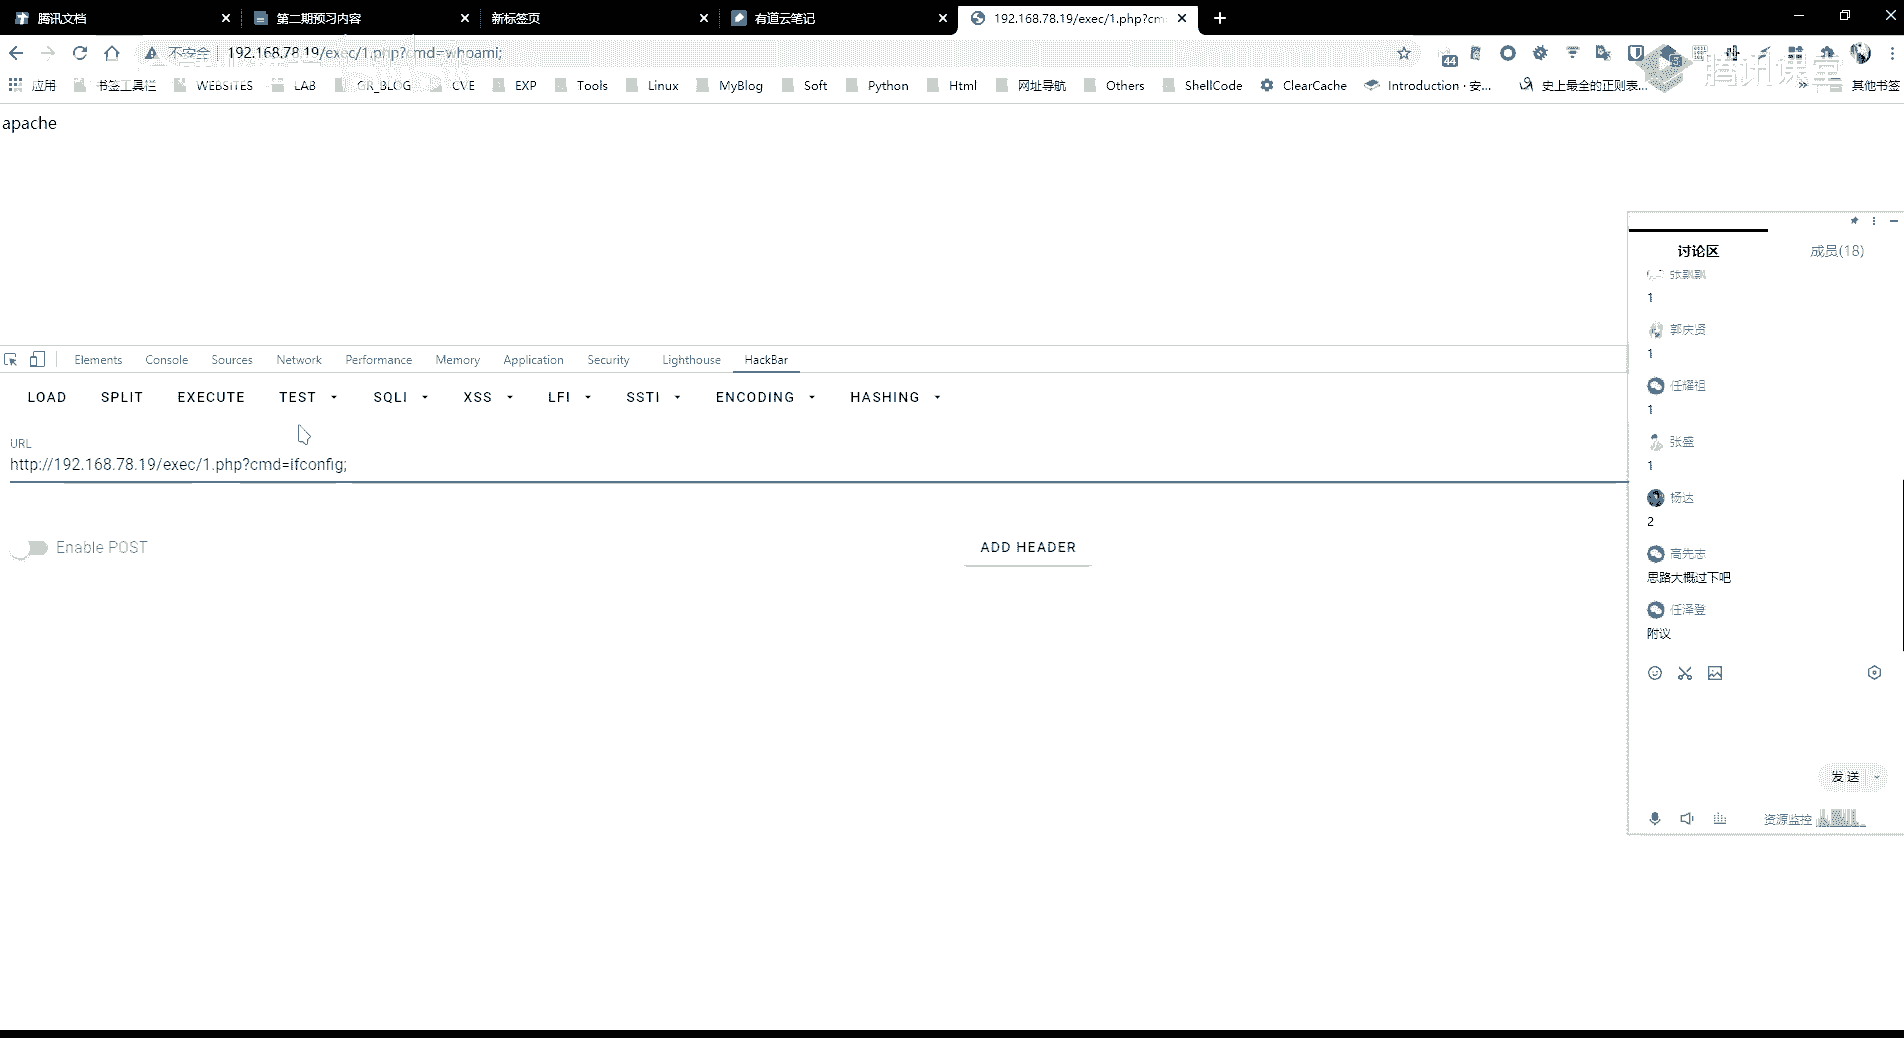 腾讯文档
第二期预习内容
新标签页
有道云笔记
192.168.78.19/exec/1.php?cm
不安全 192.168.78.19/exec/1.php?cmd=whoami;
44
应用 书签工具栏 WEBSITES LAB GR_BLOG CVE EXP Tools Linux MyBlog Soft Python Html 网址导航 Others ShellCode ClearCache Introduction · 安... 史上最全的正则表... 其他书签
腾讯课堂
apache
Elements Console Sources Network Performance Memory Application Security Lighthouse HackBar
LOAD SPLIT EXECUTE TEST SQLI XSS LFI SSTI ENCODING HASHING
URL
http://192.168.78.19/exec/1.php?cmd=ifconfig;
Enable POST
ADD HEADER
讨论区 成员(18)
1
郭庆贤
1
任耀祖
1
张盛
1
杨达
2
高先志
思路大概过下吧
任泽登
附议
发送
资源监控